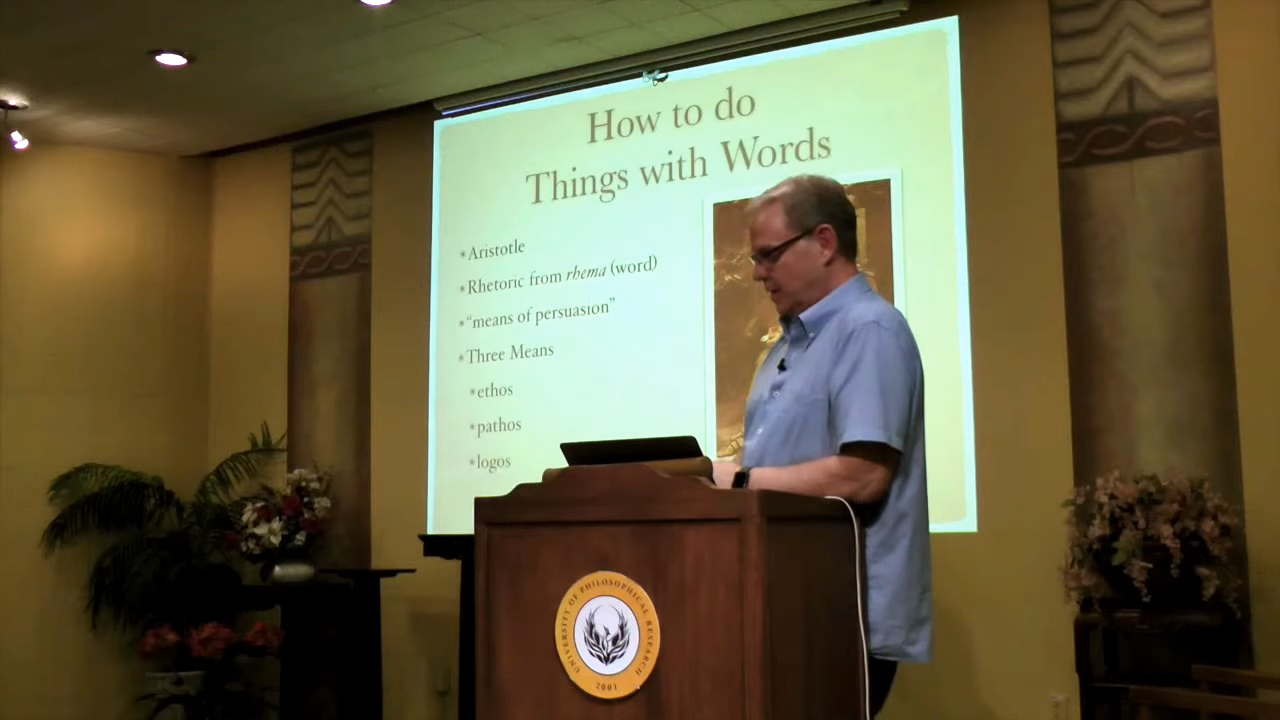 How to do
Things with Words
*Aristotle
*Rhetoric from rhema (word)
*“means of persuasion”
*Three Means
*ethos
*pathos
*logos
UNIVERSITY OF PHILOSOPHICAL RESEARCH
2001